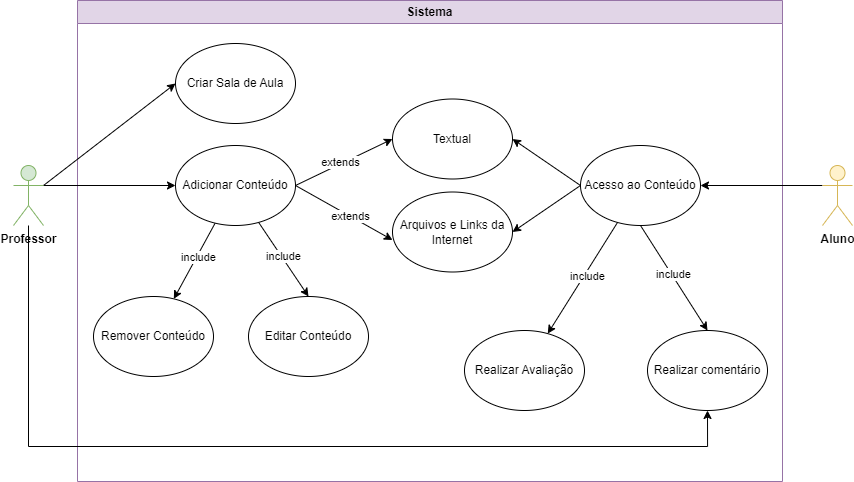 Sistema
Criar Sala de Aula
Textual
extends
Adicionar Conteúdo
Acesso ao Conteúdo
extends
Arquivos e Links da
Internet
Professor
Aluno
include
include
include
include
Remover Conteúdo
Editar Conteúdo
Realizar Avaliação
Realizar comentário